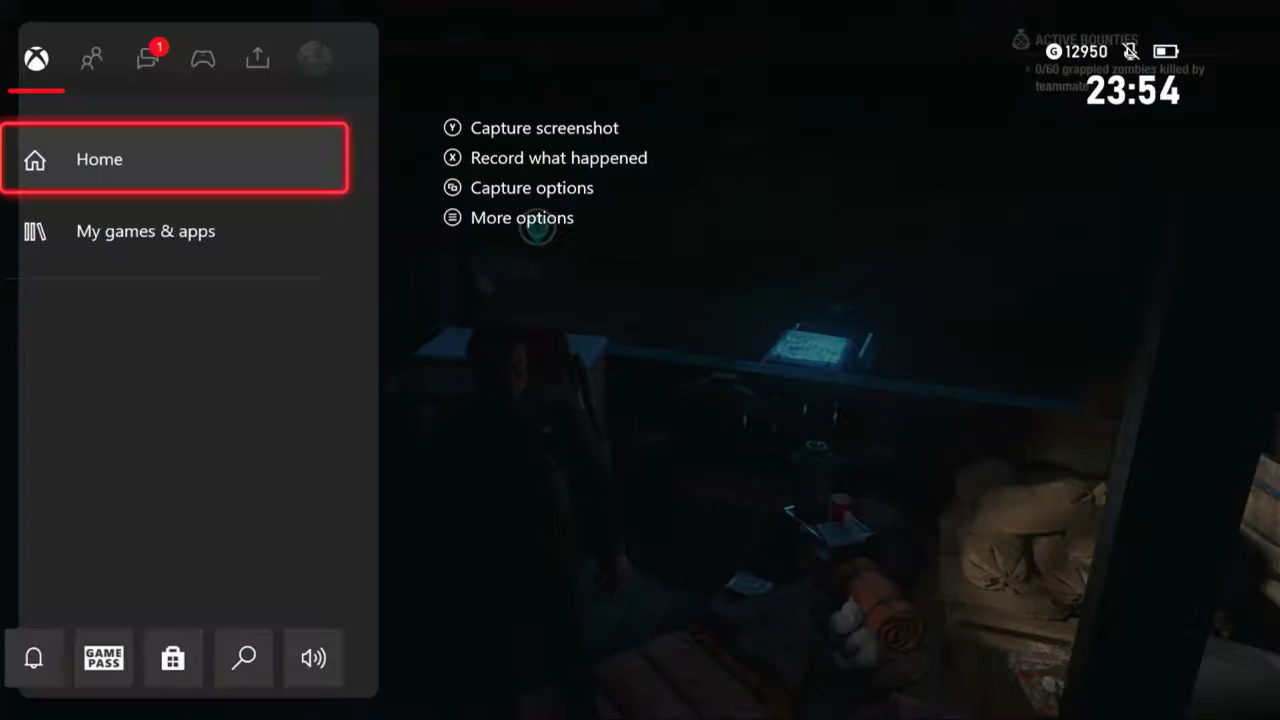 1
Home
My games & apps
GAME
PASS
Capture screenshot
Record what happened
Capture options
More options
Y
X
ACTIVE BOUNTIES
G 12950
0/60 grappled zombies killed by
teammate
23:54